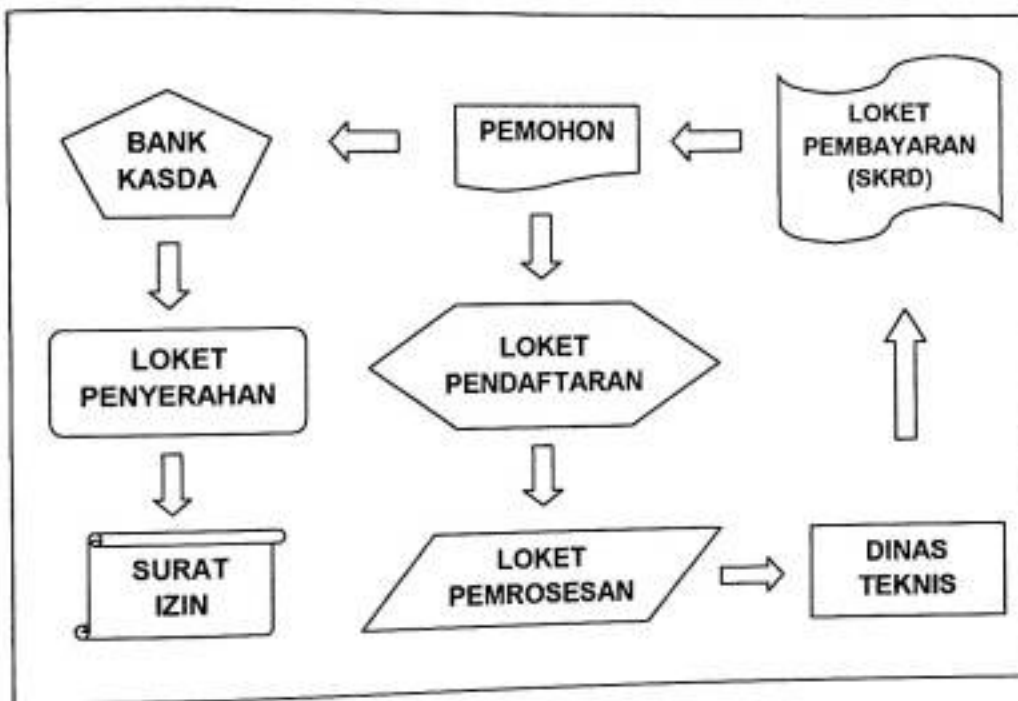 BANK
KASDA
PEMOHON
LOKET
PEMBAYARAN
(SKRD)
LOKET
PENYERAHAN
LOKET
PENDAFTARAN
SURAT
IZIN
LOKET
PEMROSESAN
DINAS
TEKNIS